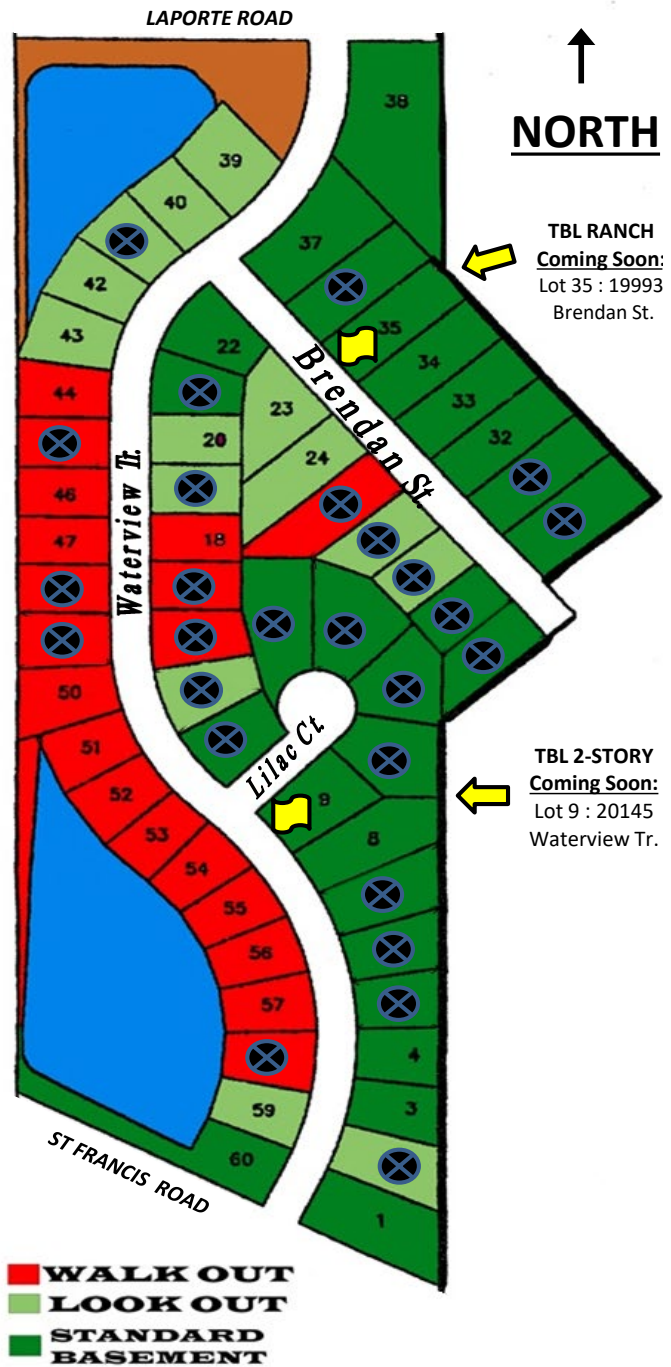 LAPORTE ROAD
NORTH
38
39
40
37
TBL RANCH
Coming Soon:
Lot 35 : 19993
Brendan St.
42
43
35
22
34
44
Brendan St.
23
33
20
24
32
46
Waterview Tr.
18
47
50
Lilac Ct.
51
TBL 2-STORY
Coming Soon:
Lot 9 : 20145
Waterview Tr.
52
9
53
8
54
55
56
57
4
59
3
60
ST FRANCIS ROAD
1
WALK OUT
LOOK OUT
STANDARD
BASEMENT